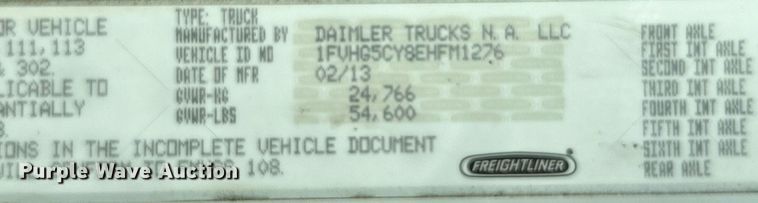 OR VEHICLE
111, 113
& 302.
LICABLE TO
ANTIALLY
IONS IN THE INCOMPLETE VEHICLE DOCUMENT
108.
TYPE: TRUCK
MANUFACTURED BY DAIMLER TRUCKS N. A. LLC
VEHICLE ID NO 1FVHG5CY8EHFM1276
DATE OF MFR 02/13
GVWR-KG 24,766
GVWR-LBS 54,600
FRONT AXLE
FIRST INT AXLE
SECOND INT AXLE
THIRD INT AXLE
FOURTH INT AXLE
FIFTH INT AXLE
SIXTH INT AXLE
REAR AXLE
FREIGHTLINER
Purple Wave Auction